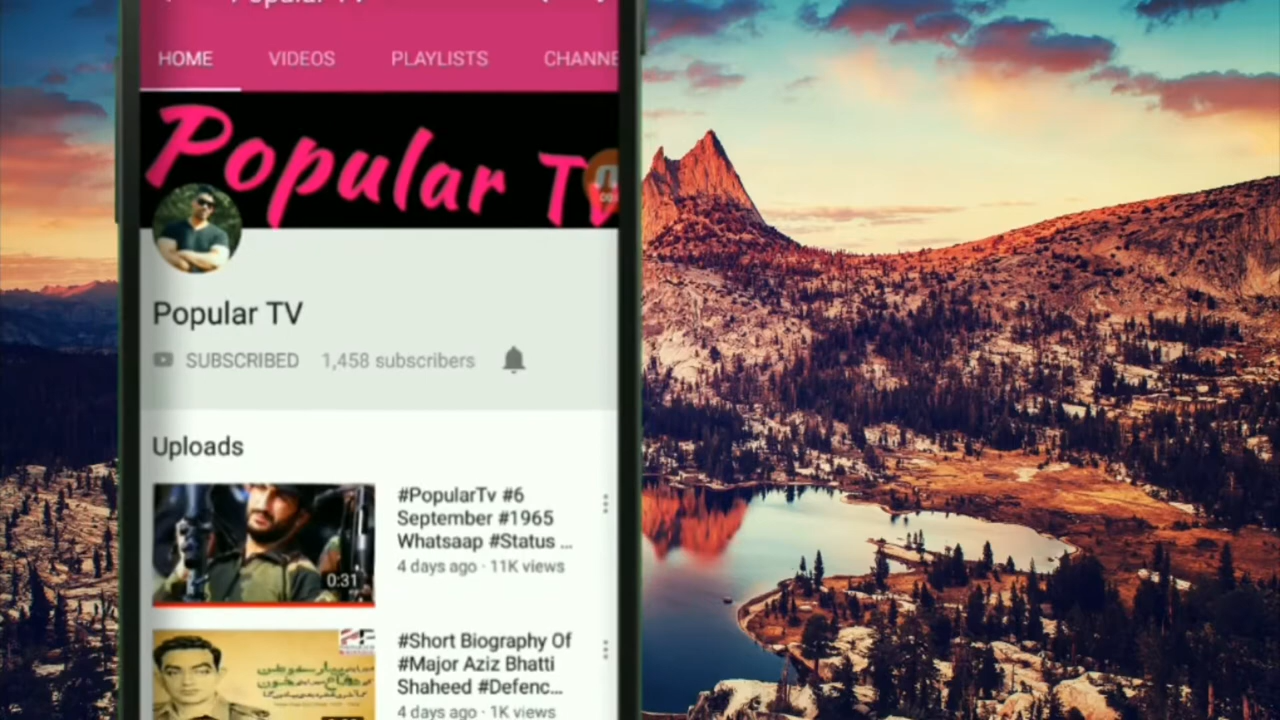 Popular TV
HOME VIDEOS PLAYLISTS CHANNE
Popular TV
Popular TV
SUBSCRIBED 1,458 subscribers
Uploads
#PopularTv #6
September #1965
Whatsaap #Status ...
4 days ago · 11K views
0:31
#Short Biography Of
#Major Aziz Bhatti
Shaheed #Defenc...
4 days ago · 1K views